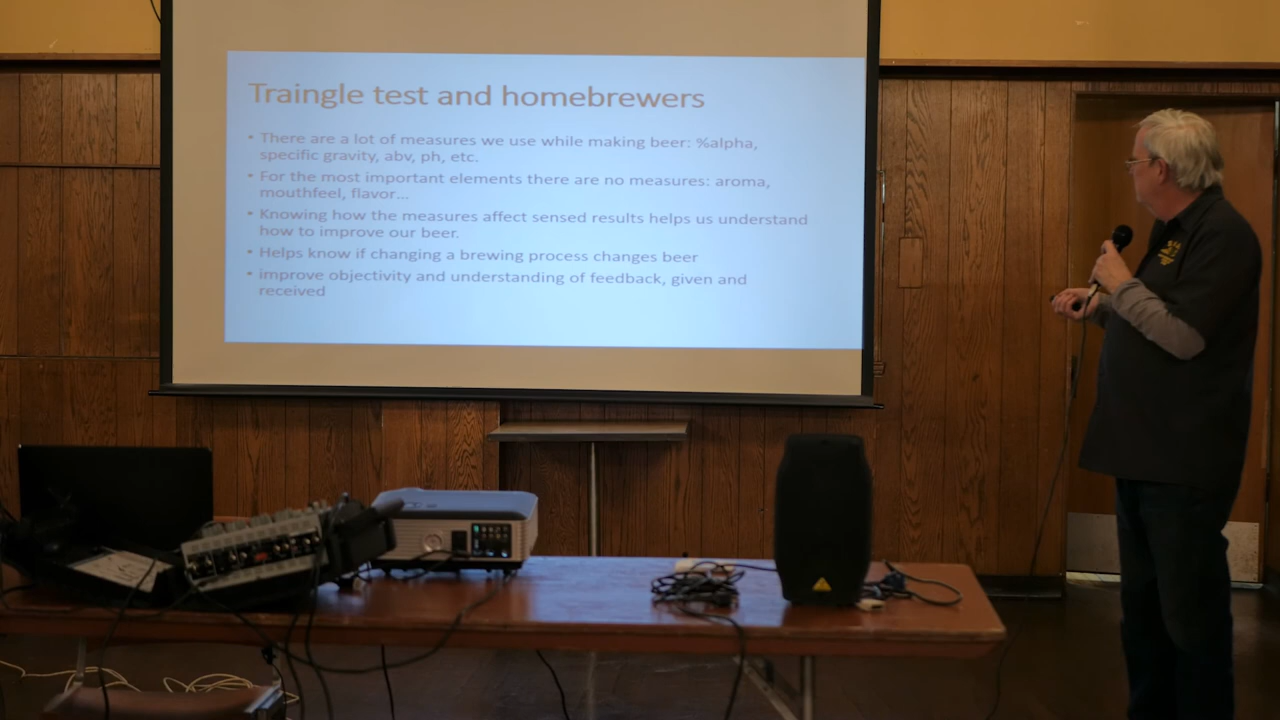 Traingle test and homebrewers
• There are a lot of measures we use while making beer: %alpha,
specific gravity, abv, ph, etc.
• For the most important elements there are no measures: aroma,
mouthfeel, flavor...
• Knowing how the measures affect sensed results helps us understand
how to improve our beer.
• Helps know if changing a brewing process changes beer
• improve objectivity and understanding of feedback, given and
received